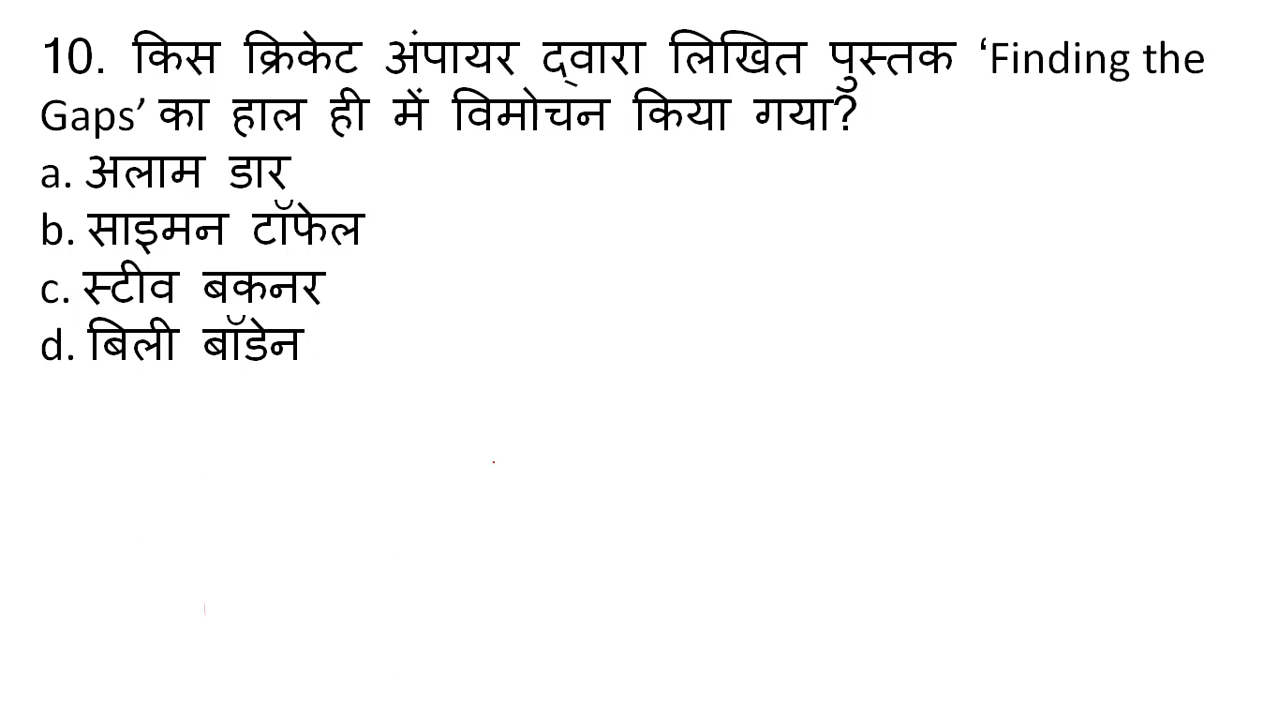 10. किस क्रिकेट अंपायर द्वारा लिखित पुस्तक ‘Finding the
Gaps’ का हाल ही में विमोचन किया गया?
a. अलाम डार
b. साइमन टॉफेल
c. स्टीव बकनर
d. बिली बॉडेन